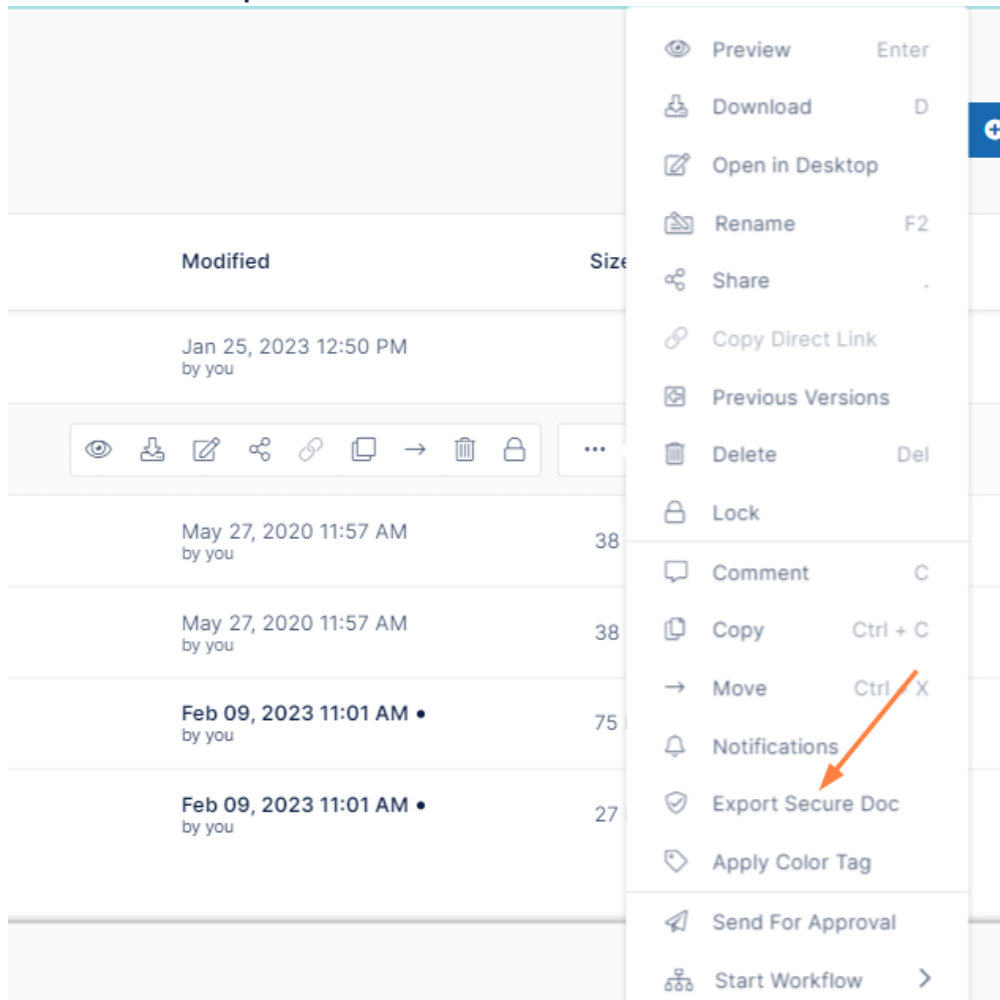 Preview Enter
Download D
Open in Desktop
Rename F2
Modified Size
Share .
Jan 25, 2023 12:50 PM
by you
Copy Direct Link
Previous Versions
Delete Del
Lock
May 27, 2020 11:57 AM
by you
38
Comment C
May 27, 2020 11:57 AM
by you
38
Copy Ctrl + C
Move Ctrl + X
Feb 09, 2023 11:01 AM •
by you
75
Notifications
Export Secure Doc
Feb 09, 2023 11:01 AM •
by you
27
Apply Color Tag
Send For Approval
Start Workflow